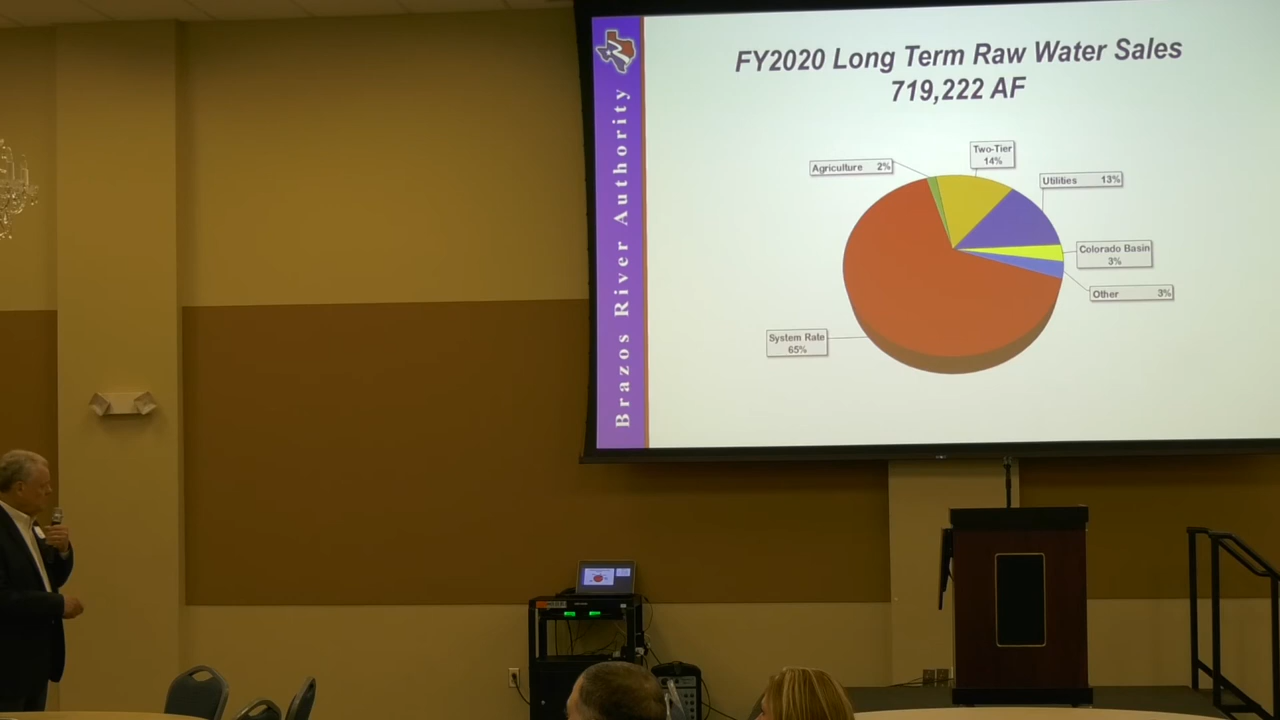 Brazos River Authority
FY2020 Long Term Raw Water Sales
719,222 AF
Two-Tier
14%
Agriculture 2%
Utilities 13%
Colorado Basin
3%
Other 3%
System Rate
65%